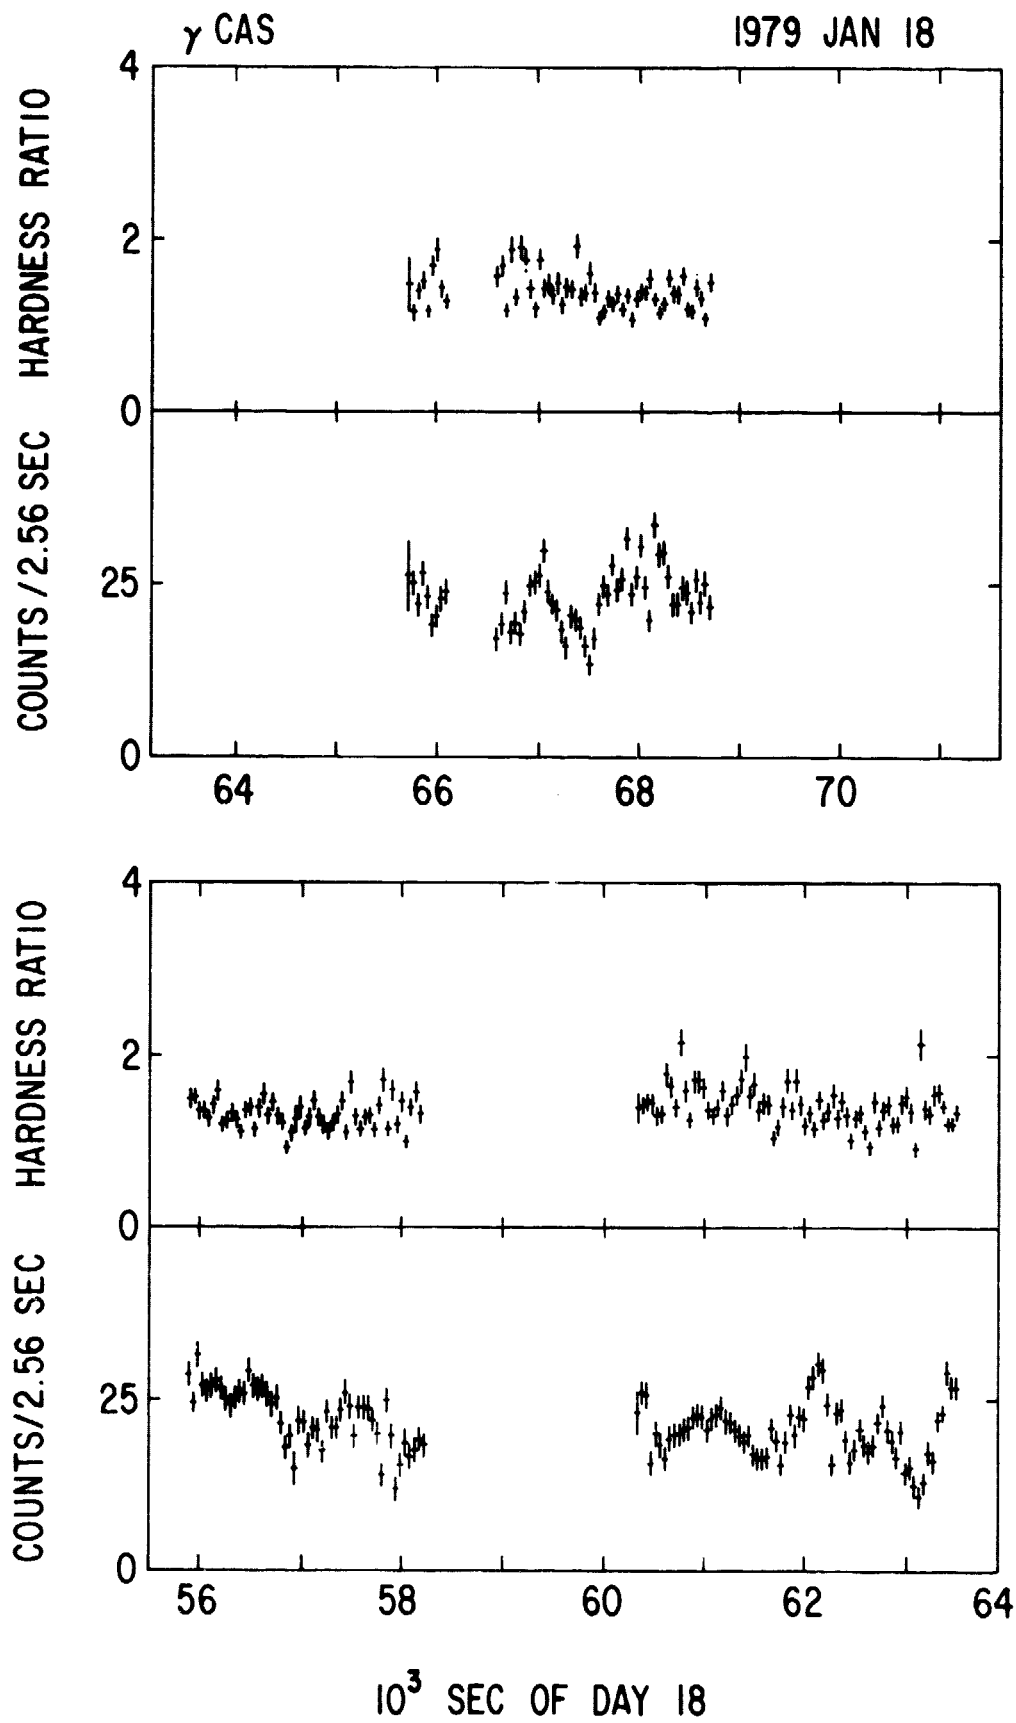 γ CAS 1979 JAN 18
4
HARDNESS RATIO
2
0
COUNTS / 2.56 SEC
25
0
64 66 68 70
4
HARDNESS RATIO
2
0
COUNTS/2.56 SEC
25
0
56 58 60 62 64
10³ SEC OF DAY 18